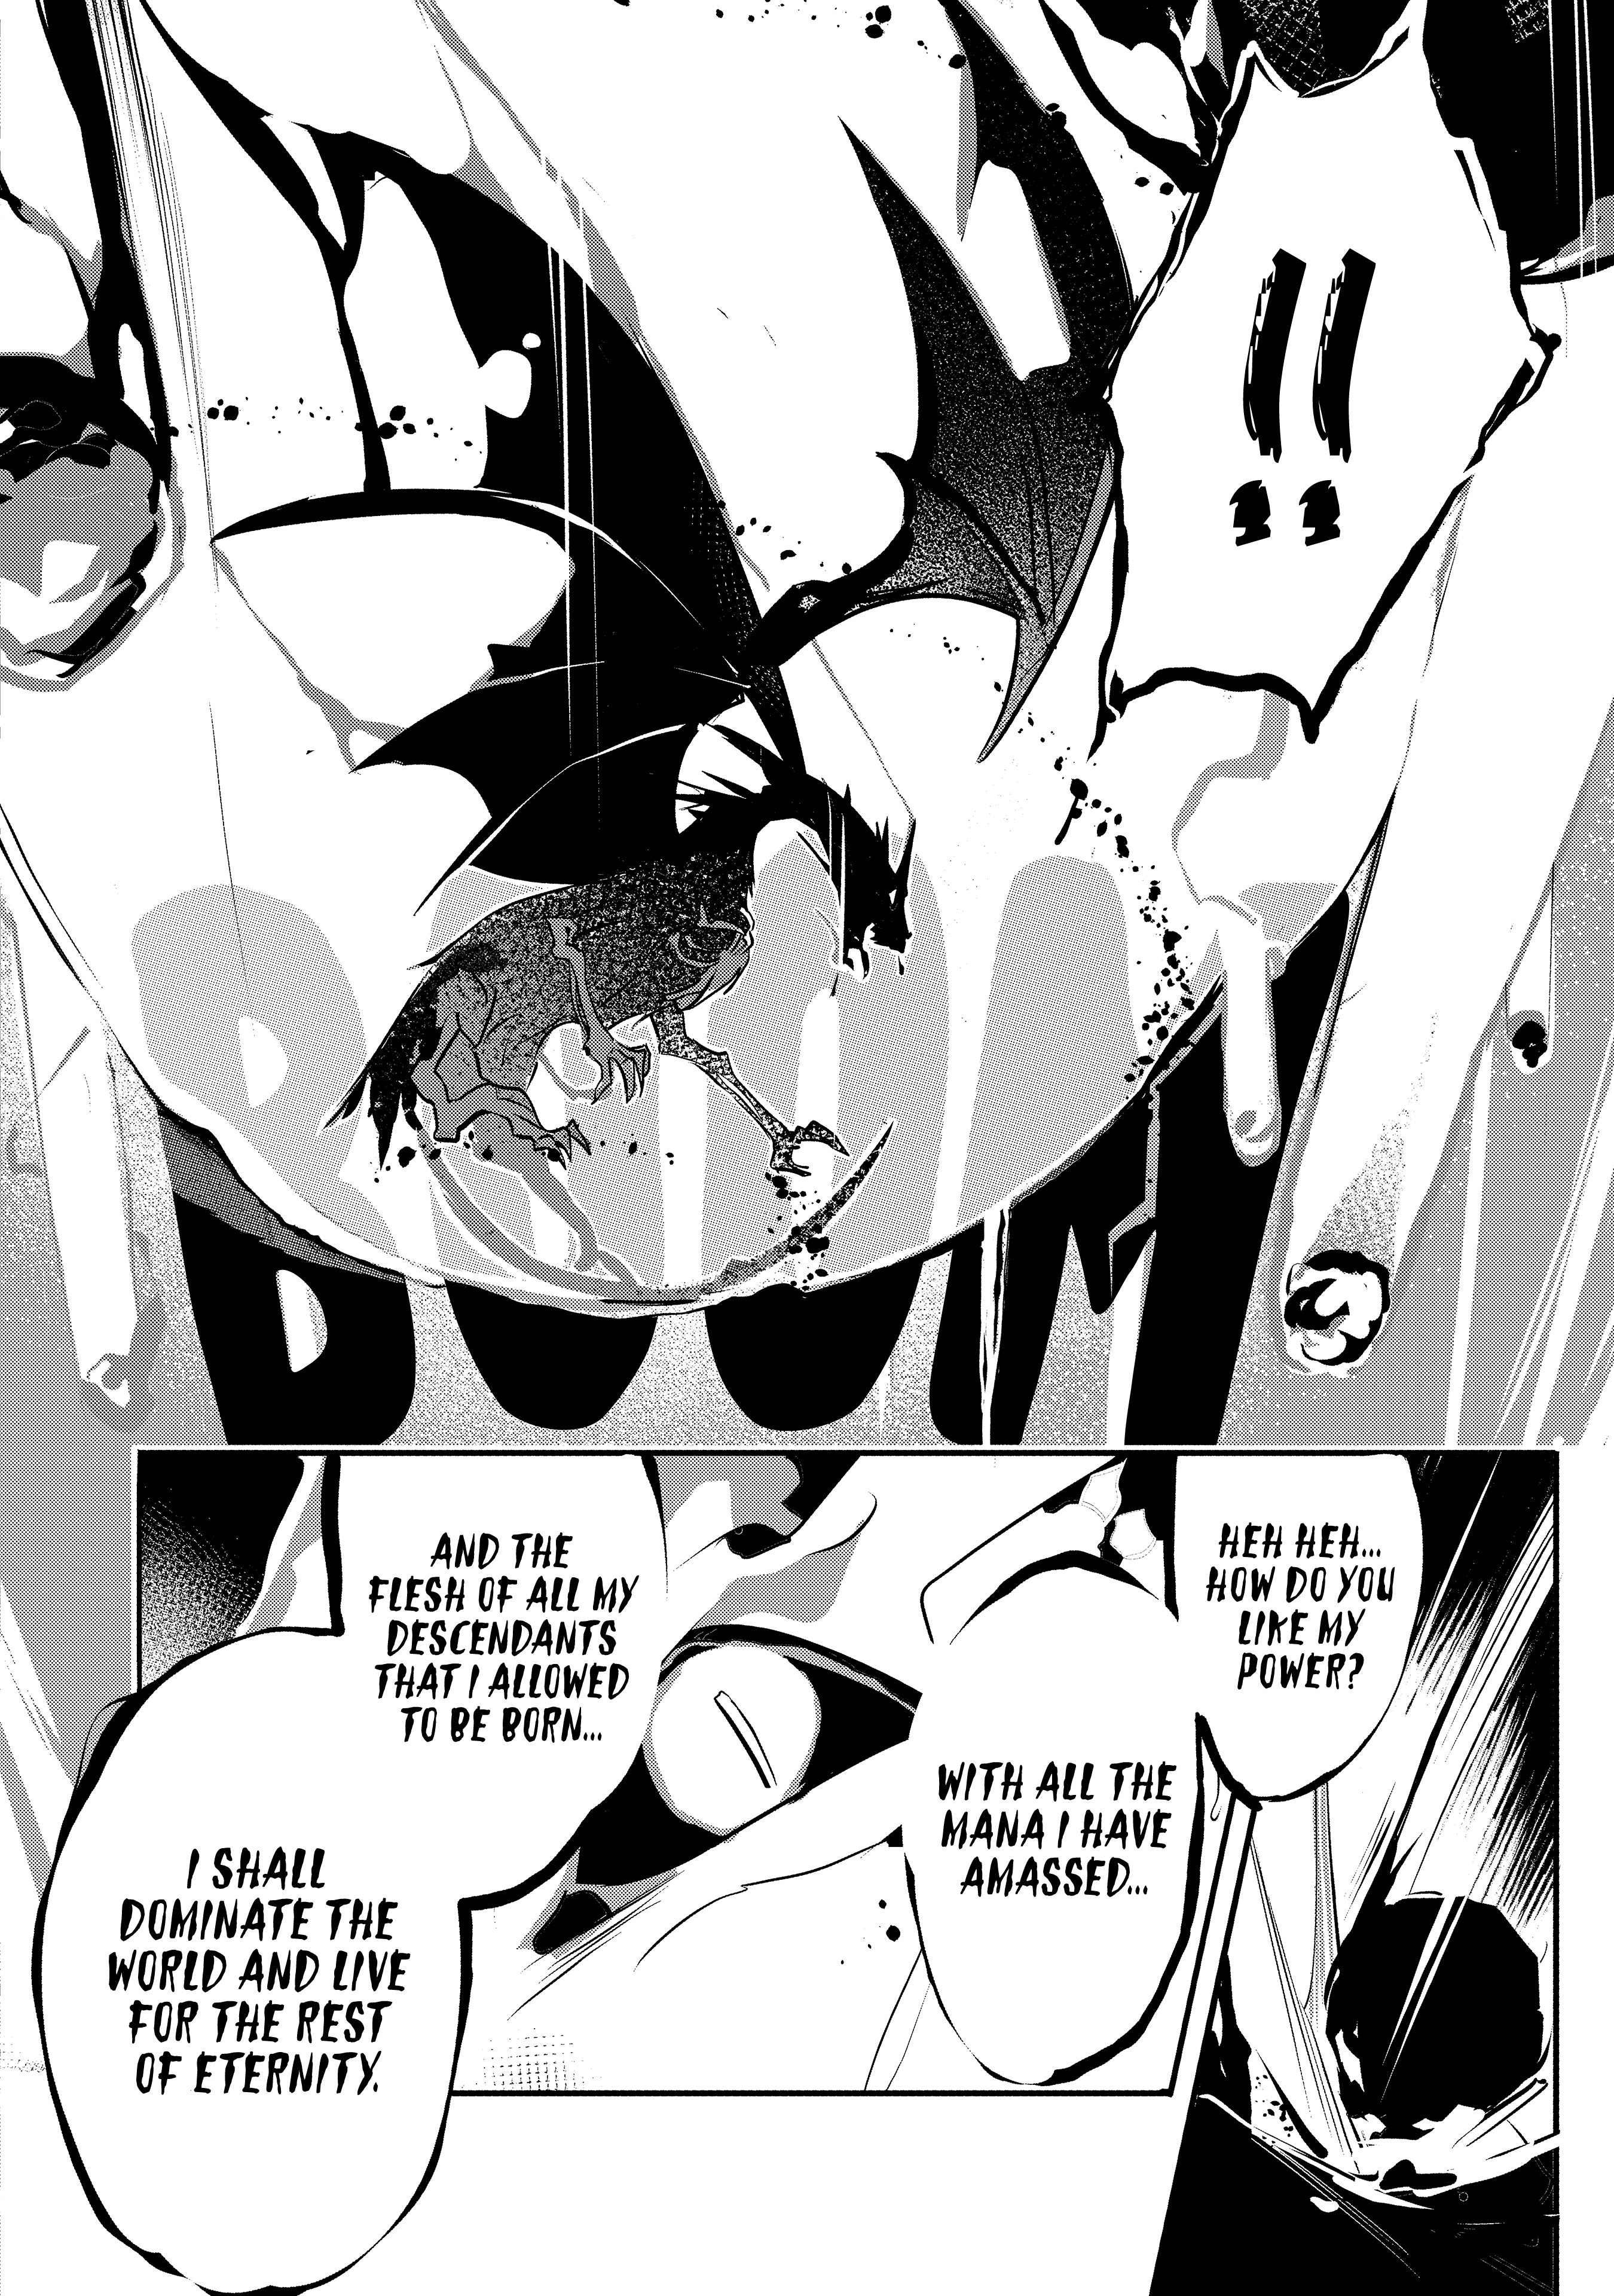 !!
BOOM
HEH HEH...
HOW DO YOU
LIKE MY
POWER?
WITH ALL THE
MANA I HAVE
AMASSED...
AND THE
FLESH OF ALL MY
DESCENDANTS
THAT I ALLOWED
TO BE BORN...
I SHALL
DOMINATE THE
WORLD AND LIVE
FOR THE REST
OF ETERNITY.